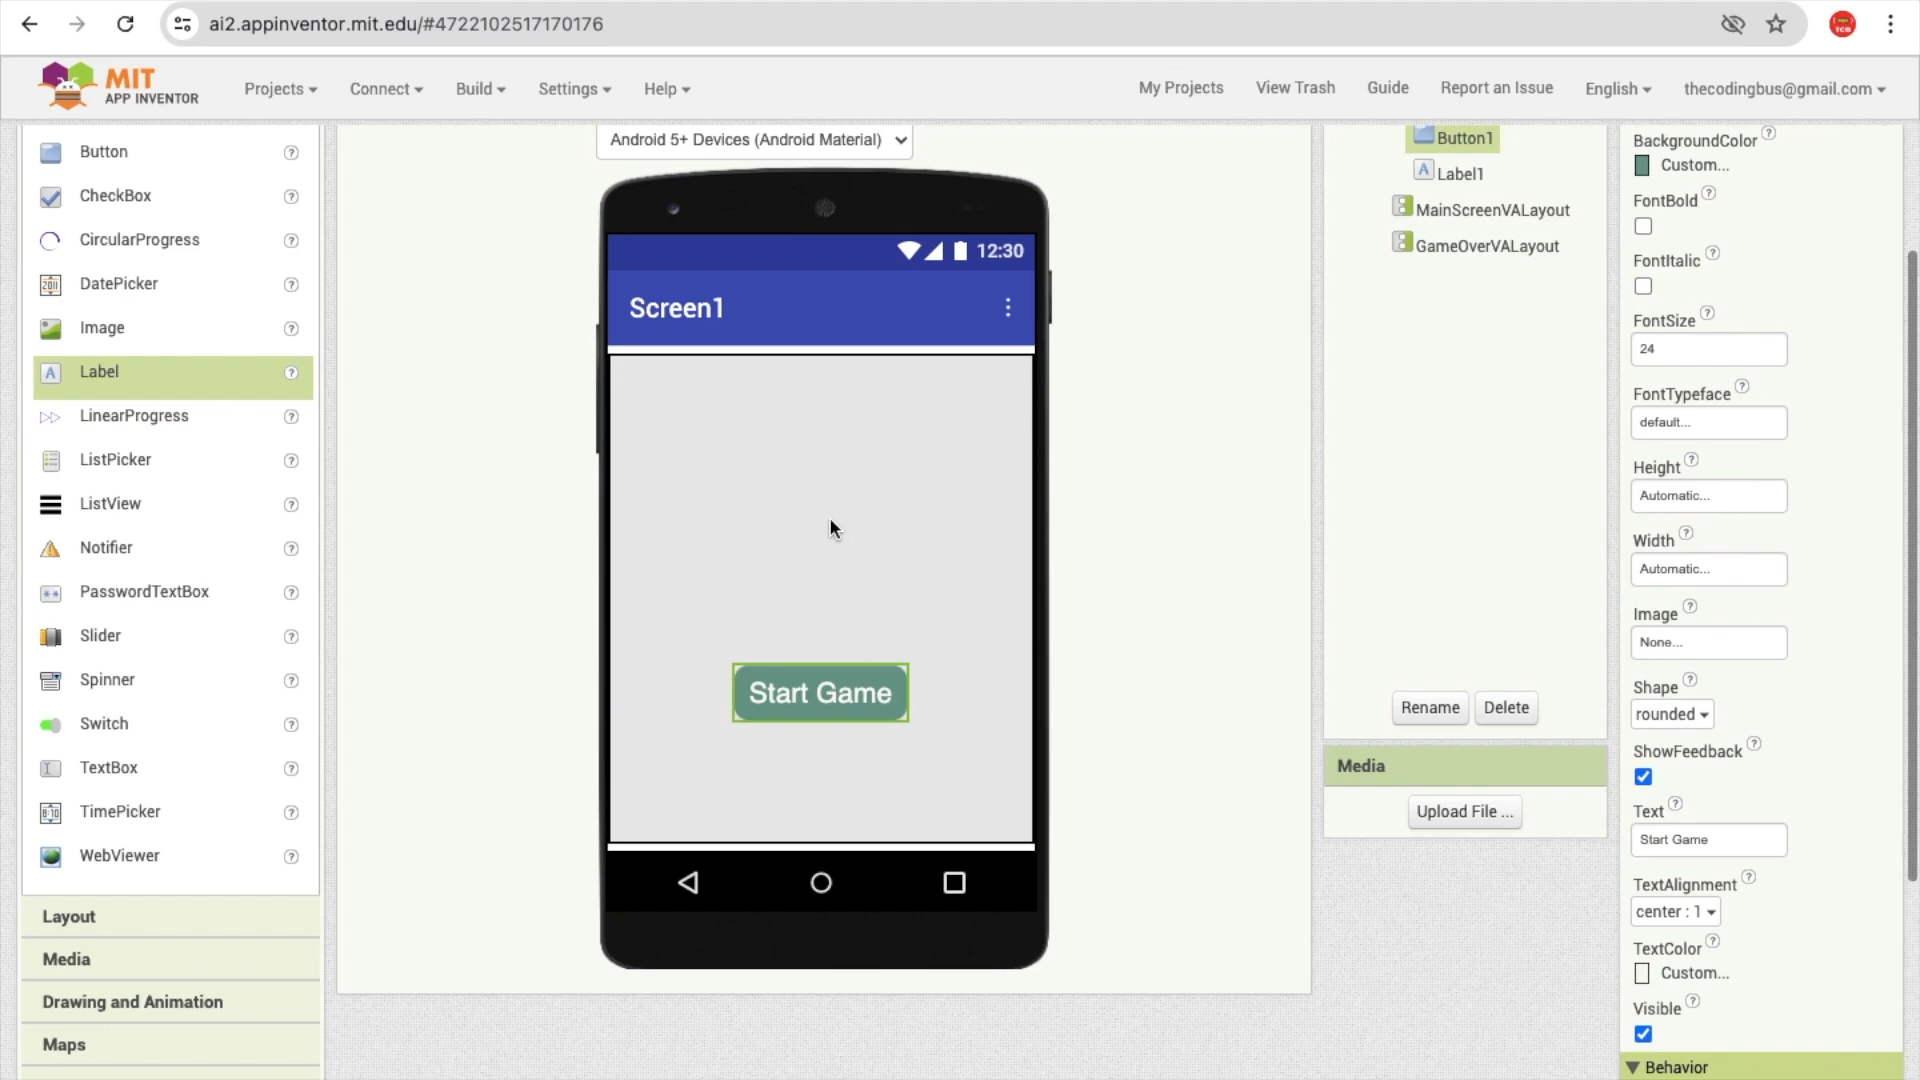 ai2.appinventor.mit.edu/#4722102517170176
MIT
APP INVENTOR
Projects
Connect
Build
Settings
Help
My Projects
View Trash
Guide
Report an Issue
English
thecodingbus@gmail.com
Button
CheckBox
CircularProgress
DatePicker
Image
Label
LinearProgress
ListPicker
ListView
Notifier
PasswordTextBox
Slider
Spinner
Switch
TextBox
TimePicker
WebViewer
Layout
Media
Drawing and Animation
Maps
Android 5+ Devices (Android Material)
12:30
Screen1
Start Game
Button1
Label1
MainScreenVALayout
GameOverVALayout
Rename
Delete
Media
Upload File ...
BackgroundColor
Custom...
FontBold
FontItalic
FontSize
24
FontTypeface
default...
Height
Automatic...
Width
Automatic...
Image
None...
Shape
rounded
ShowFeedback
Text
Start Game
TextAlignment
center : 1
TextColor
Custom...
Visible
Behavior